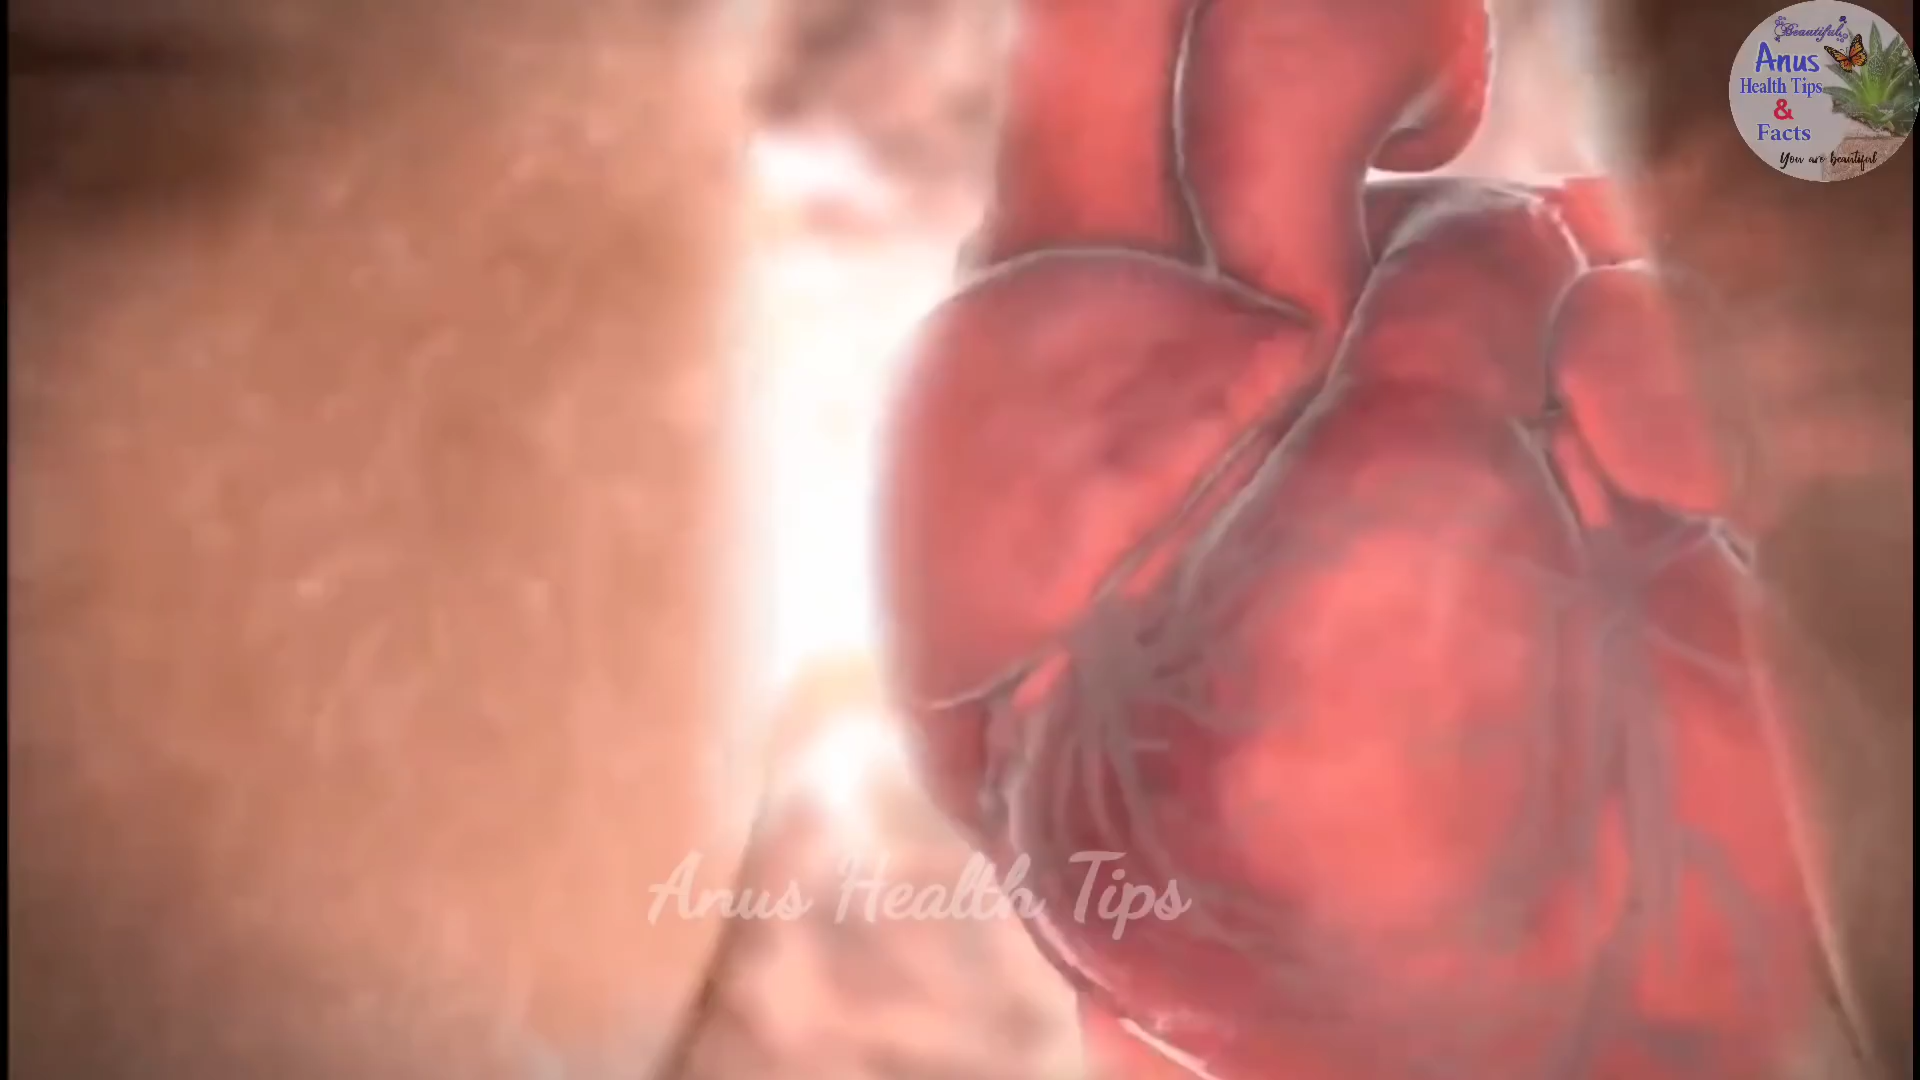 Beautiful
Anus
Health Tips
&
Facts
You are beautiful
Anus Health Tips